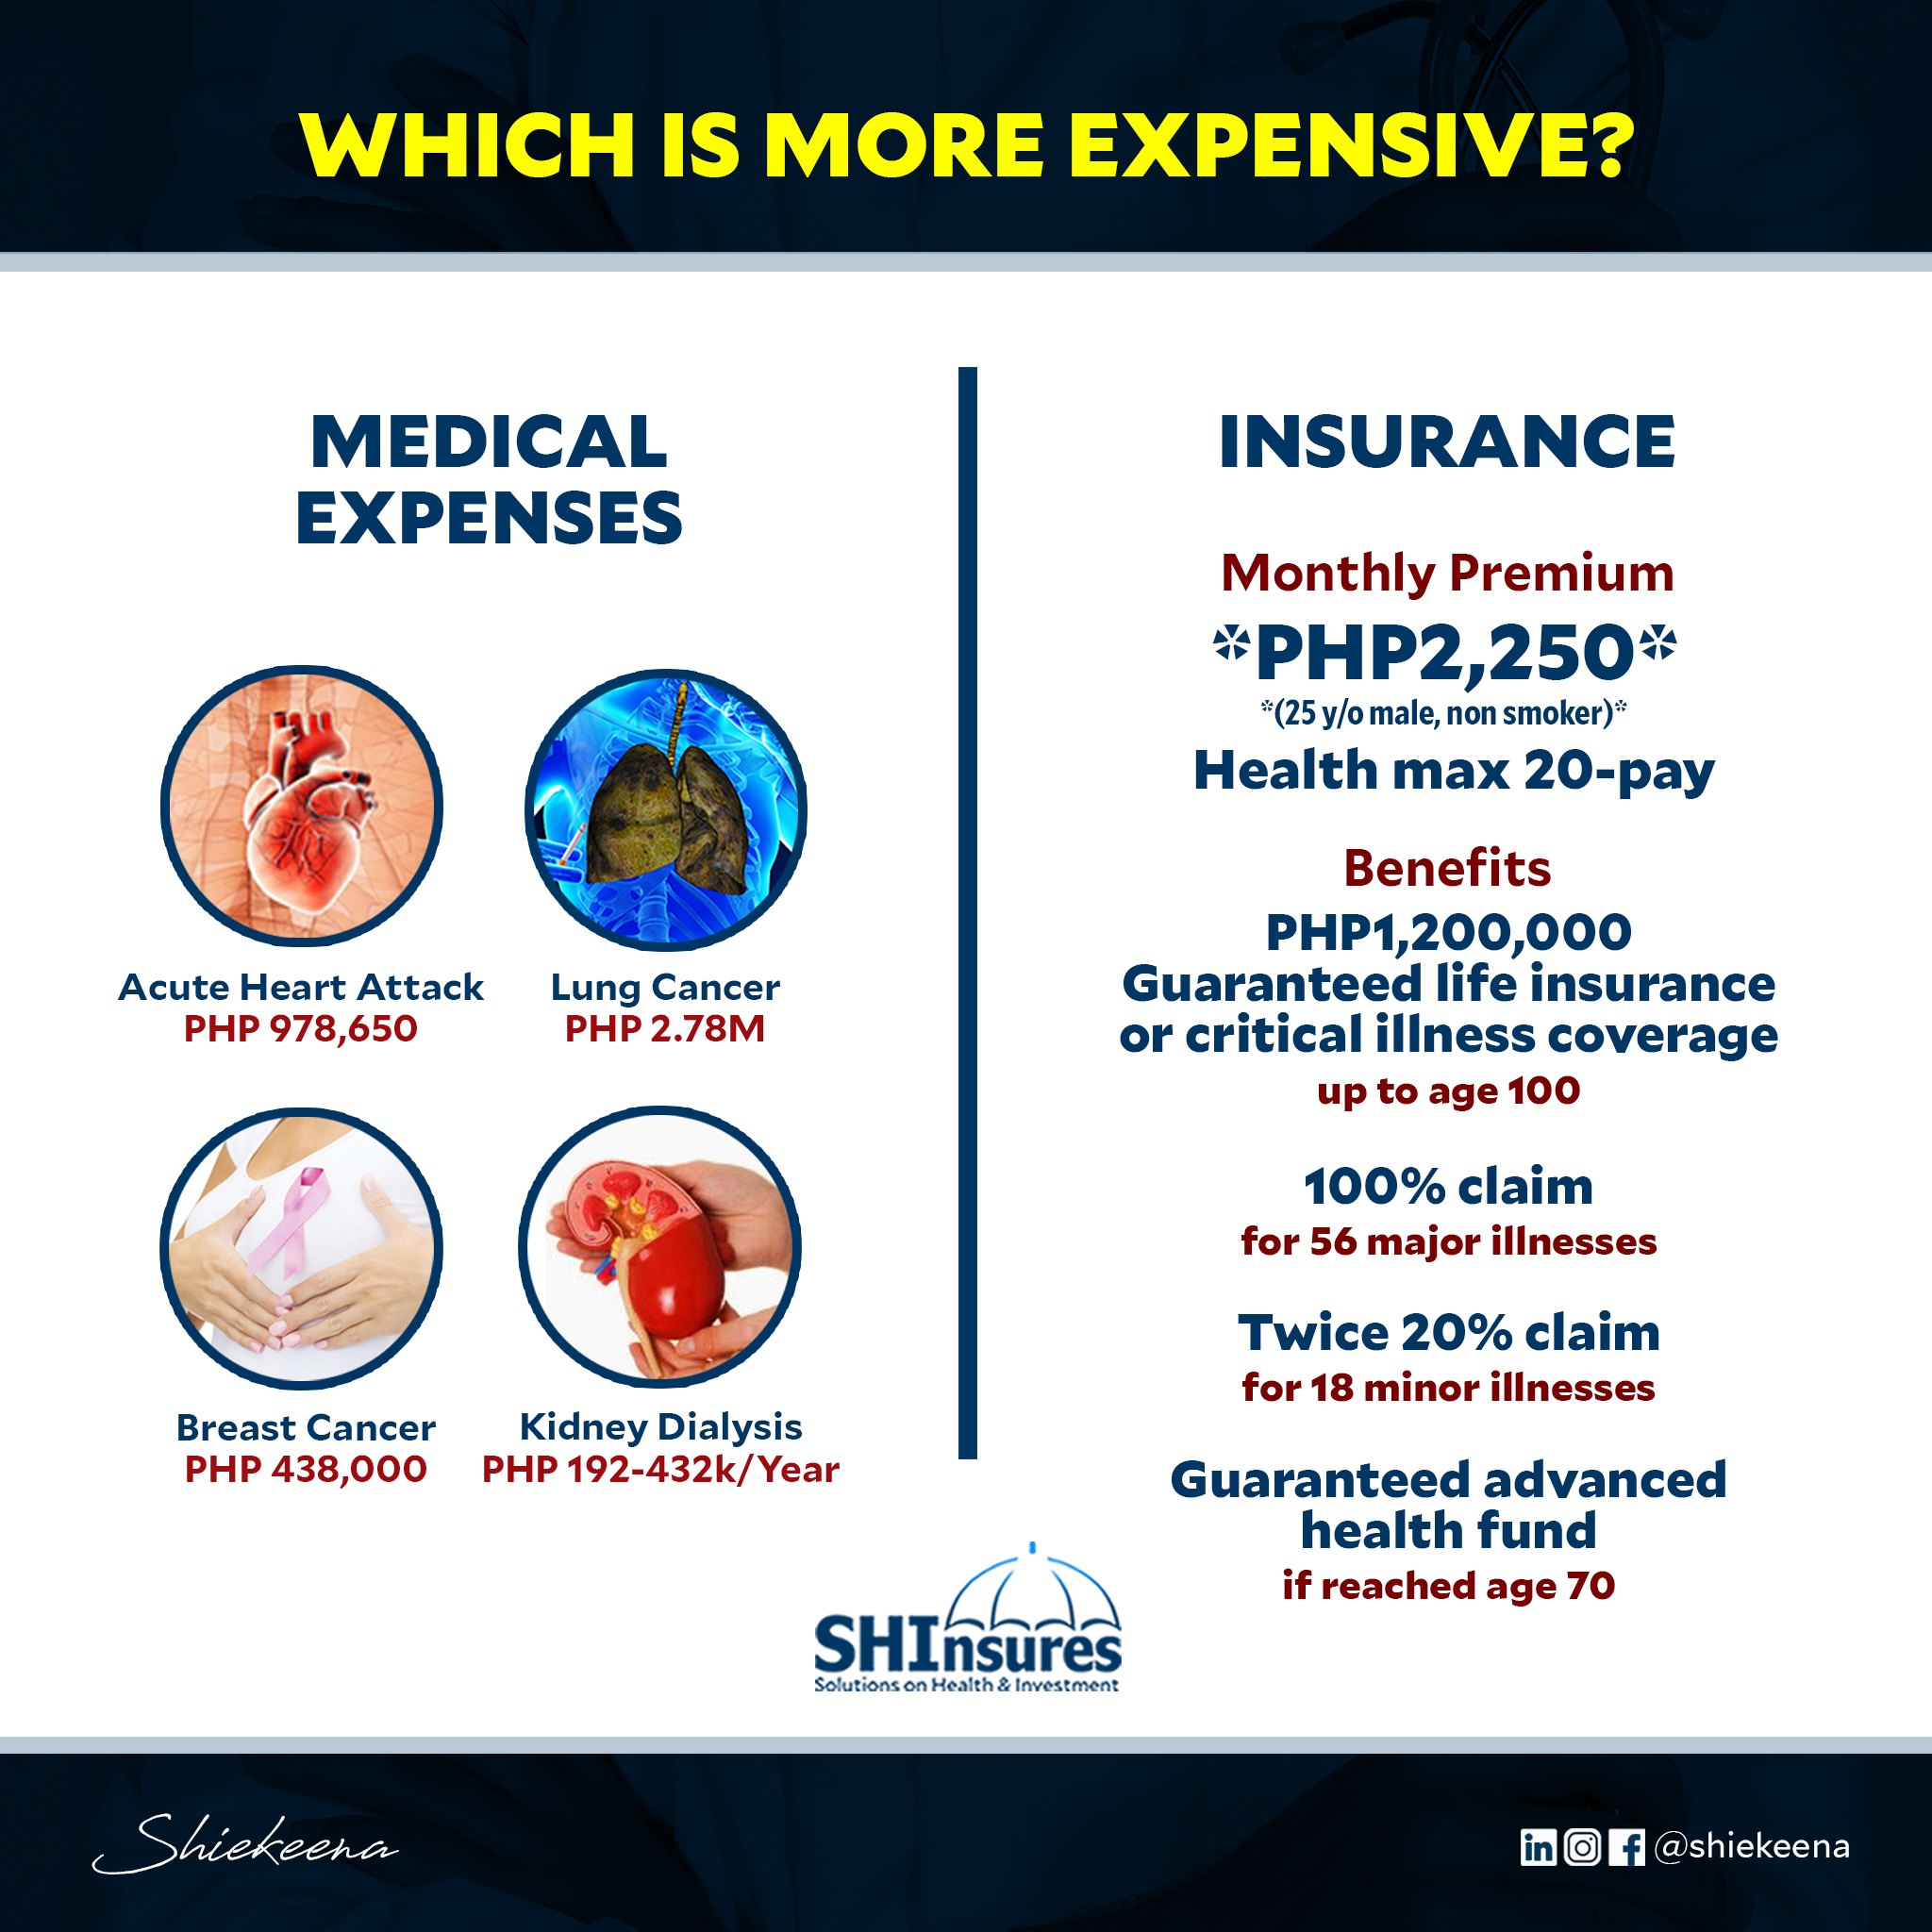 WHICH IS MORE EXPENSIVE?
MEDICAL
EXPENSES
Acute Heart Attack
PHP 978,650
Lung Cancer
PHP 2.78M
Breast Cancer
PHP 438,000
Kidney Dialysis
PHP 192-432k/Year
INSURANCE
Monthly Premium
*PHP2,250*
*(25 y/o male, non smoker)*
Health max 20-pay
Benefits
PHP1,200,000
Guaranteed life insurance
or critical illness coverage
up to age 100
100% claim
for 56 major illnesses
Twice 20% claim
for 18 minor illnesses
Guaranteed advanced
health fund
if reached age 70
SHInsures
Solutions on Health & Investment
Shiekeena
in f @shiekeena